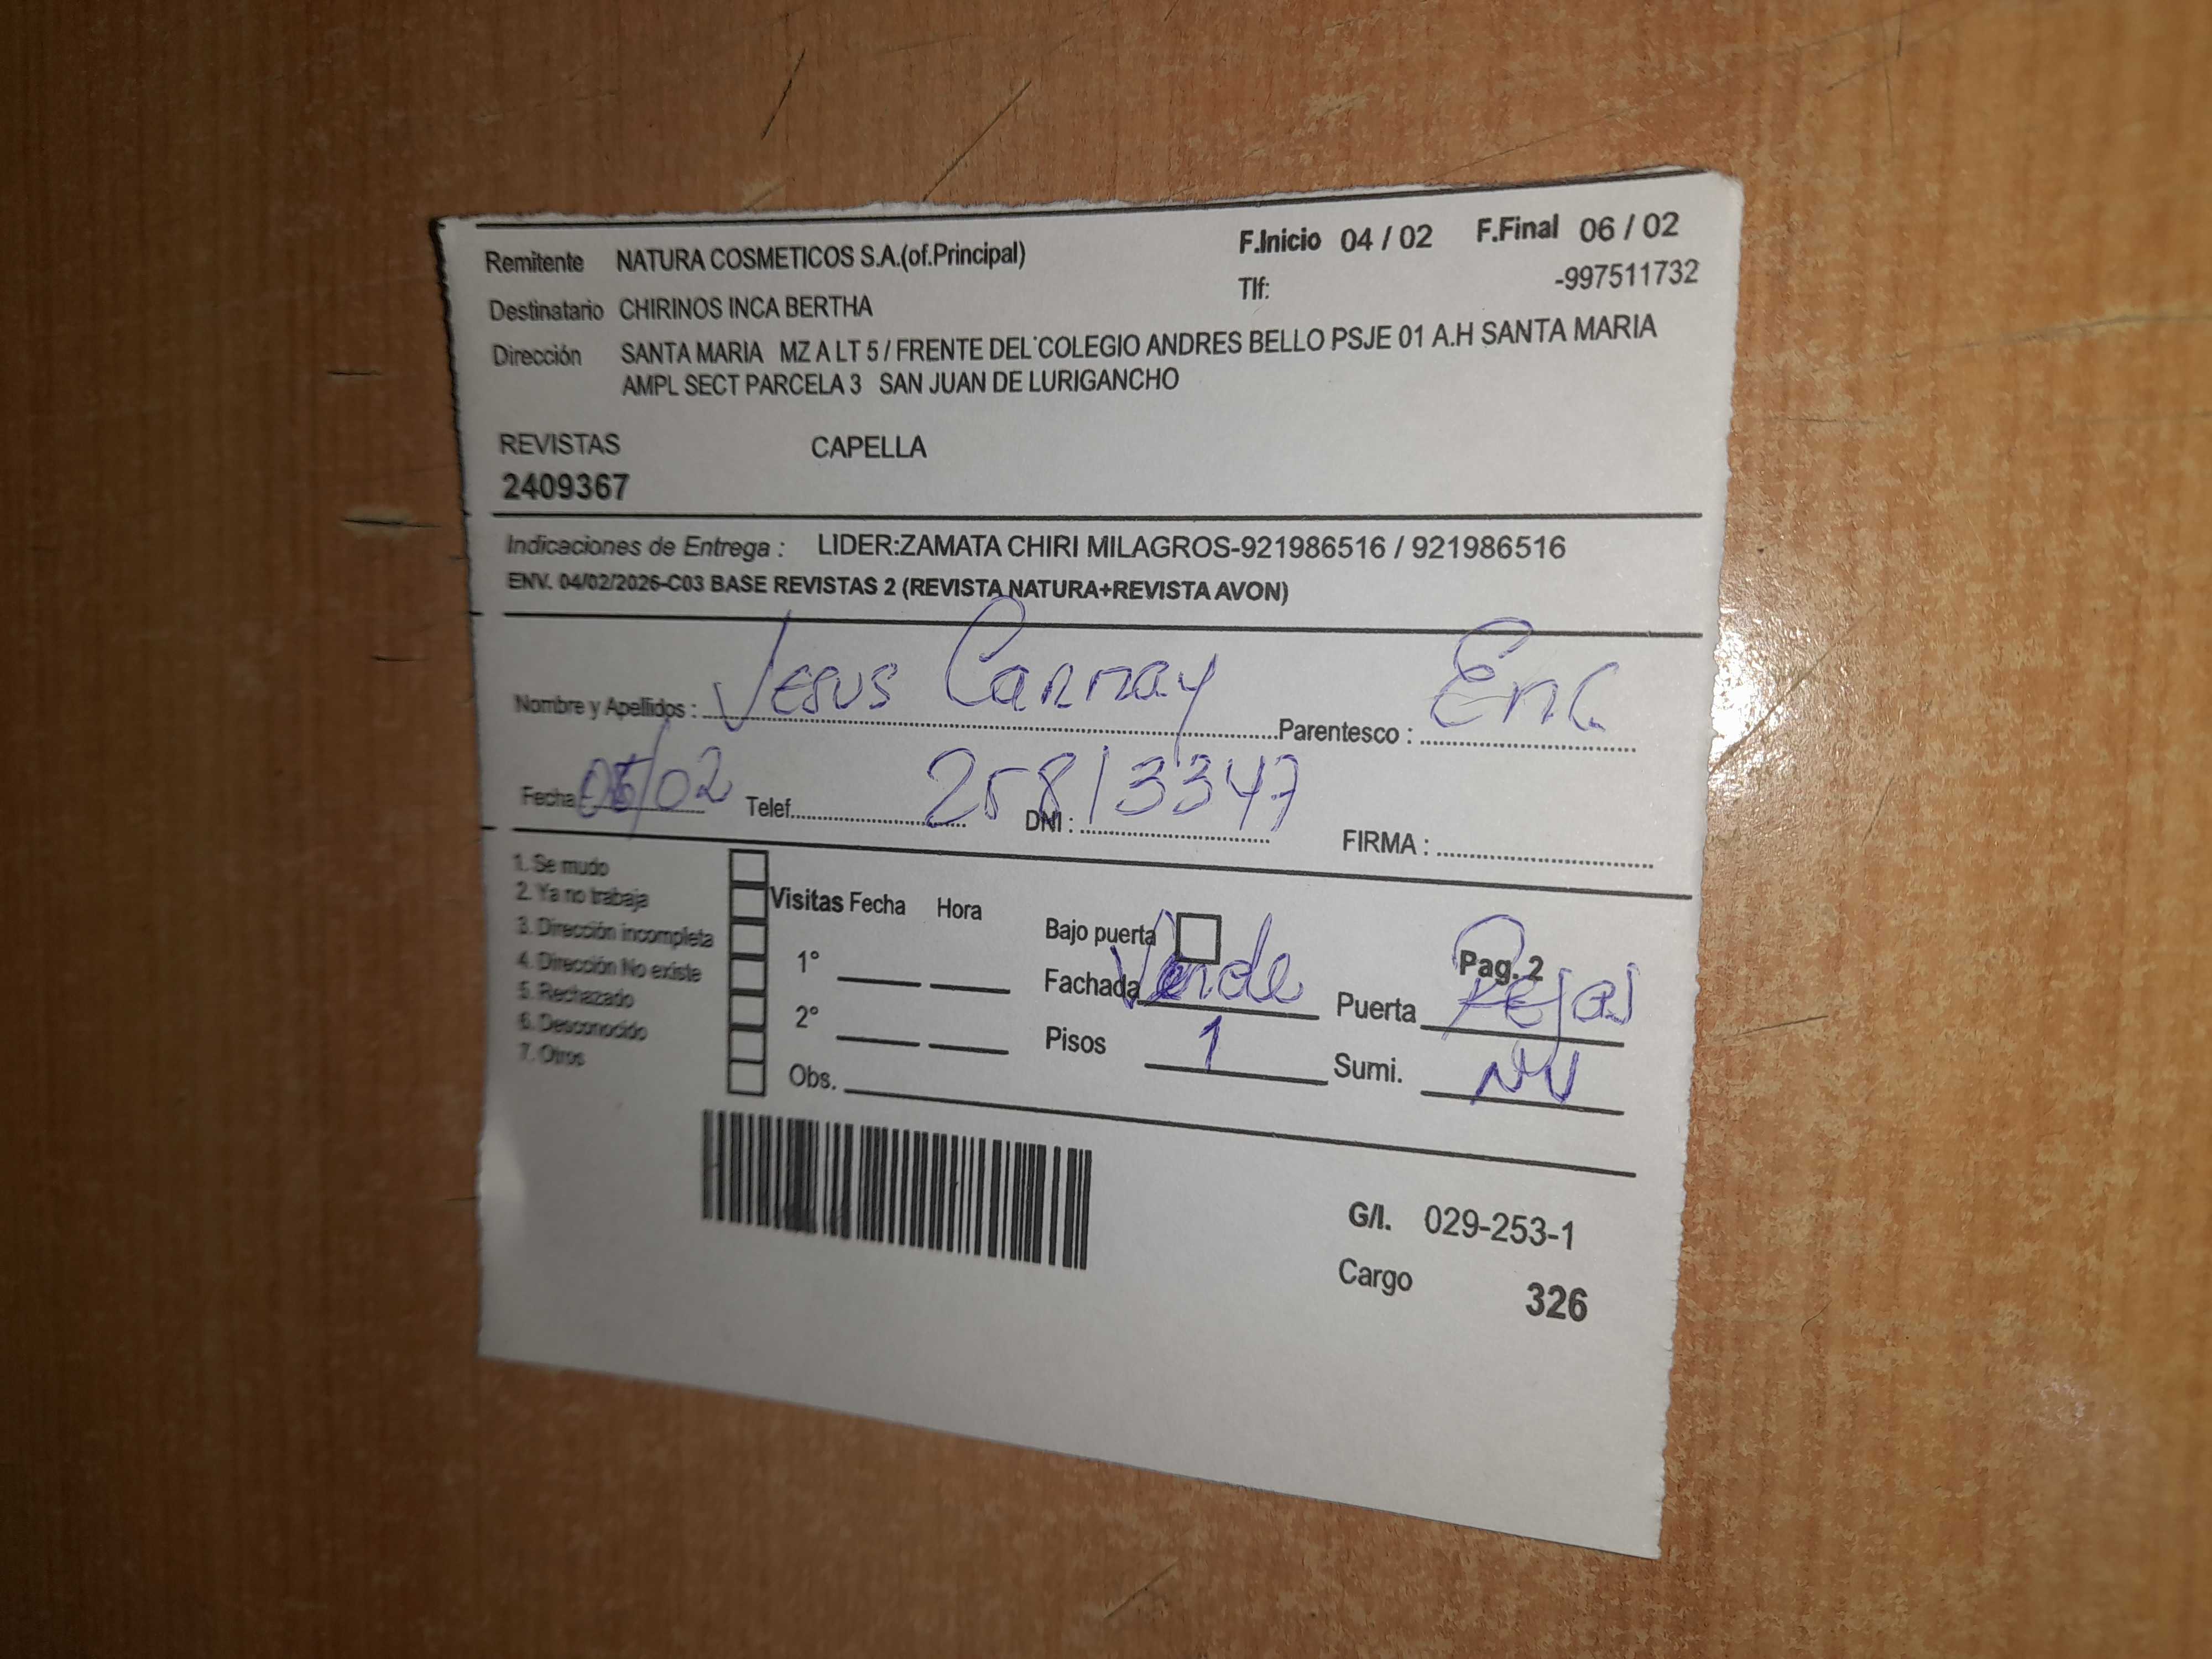 Remitente NATURA COSMETICOS S.A.(of.Principal) F.Inicio 04 / 02 F.Final 06 / 02
Destinatario CHIRINOS INCA BERTHA Tlf: -997511732
Dirección SANTA MARIA MZ A LT 5 / FRENTE DEL COLEGIO ANDRES BELLO PSJE 01 A.H SANTA MARIA
AMPL SECT PARCELA 3 SAN JUAN DE LURIGANCHO
REVISTAS CAPELLA
2409367
Indicaciones de Entrega : LIDER:ZAMATA CHIRI MILAGROS-921986516 / 921986516
ENV. 04/02/2026-C03 BASE REVISTAS 2 (REVISTA NATURA+REVISTA AVON)
Nombre y Apellidos : Jesus Carmay Parentesco : Enc
Fecha 05/02 Telef. DNI : 25813347 FIRMA :
1. Se mudo
2. Ya no trabaja
3. Dirección incompleta
4. Dirección No existe
5. Rechazado
6. Desconocido
7. Otros
Visitas Fecha Hora
1°
2°
Obs.
Bajo puerta Pag. 2
Fachada Verde Puerta Rejas
Pisos 1 Sumi. NV
G/I. 029-253-1
Cargo 326